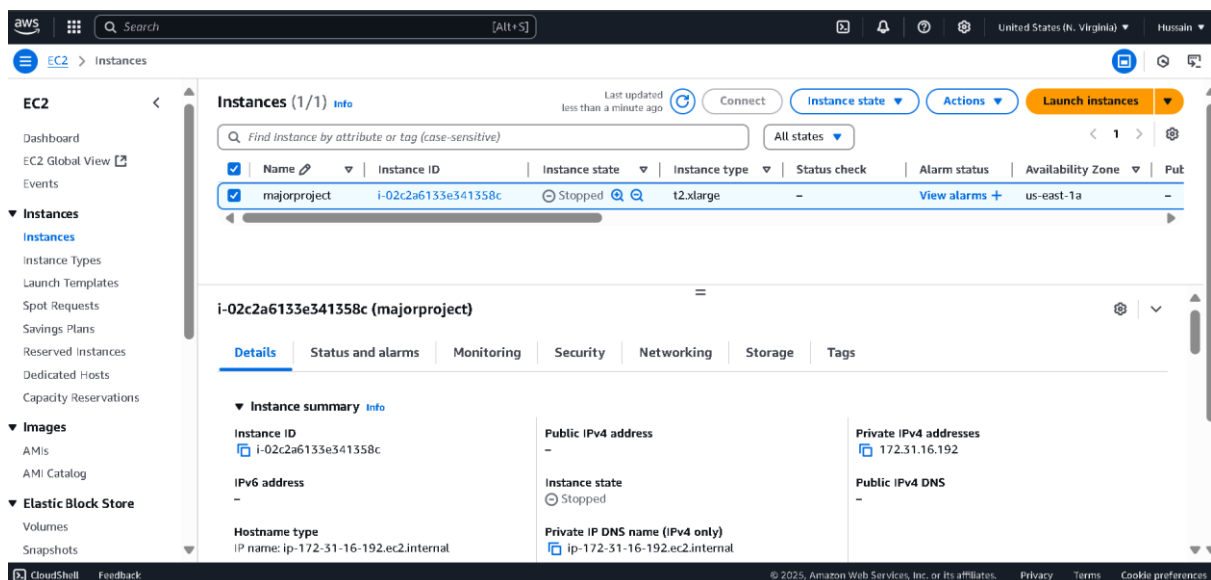 aws
Search
[Alt+S]
United States (N. Virginia)
Hussain
EC2 > Instances
EC2
Dashboard
EC2 Global View
Events
Instances
Instances
Instance Types
Launch Templates
Spot Requests
Savings Plans
Reserved Instances
Dedicated Hosts
Capacity Reservations
Images
AMIs
AMI Catalog
Elastic Block Store
Volumes
Snapshots
Instances (1/1) Info
Last updated
less than a minute ago
Connect
Instance state
Actions
Launch instances
Find Instance by attribute or tag (case-sensitive)
All states
1
Name Instance ID Instance state Instance type Status check Alarm status Availability Zone Pub
majorproject i-02c2a6133e341358c Stopped t2.xlarge – View alarms + us-east-1a –
i-02c2a6133e341358c (majorproject)
Details Status and alarms Monitoring Security Networking Storage Tags
Instance summary Info
Instance ID
i-02c2a6133e341358c
Public IPv4 address
–
Private IPv4 addresses
172.31.16.192
IPv6 address
–
Instance state
Stopped
Public IPv4 DNS
–
Hostname type
IP name: ip-172-31-16-192.ec2.internal
Private IP DNS name (IPv4 only)
ip-172-31-16-192.ec2.internal
CloudShell Feedback
© 2025, Amazon Web Services, Inc. or its affiliates. Privacy Terms Cookie preferences